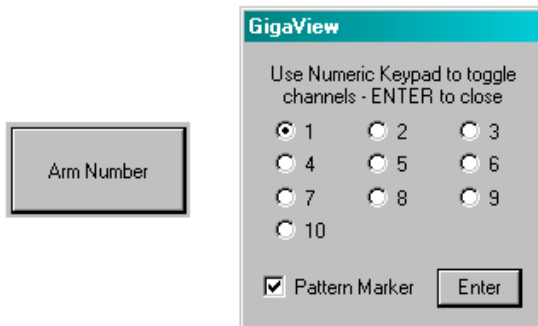 GigaView
Use Numeric Keypad to toggle
channels - ENTER to close
1 2 3
4 5 6
Arm Number
7 8 9
10
Pattern Marker Enter